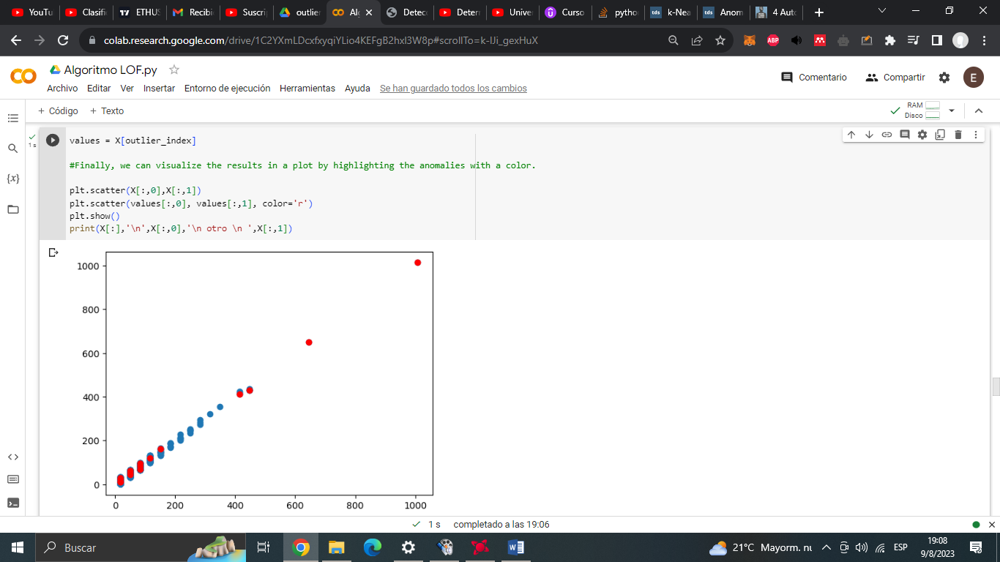 YouTu
Clasifi
ETHUS
Recibi
Suscri
outlier
Al
Detec
Deter
Unive
Curso
pytho
k-Nea
Anom
4 Auto
colab.research.google.com/drive/1C2YXmLDcxfxyqiYLio4KEFgB2hxl3W8p#scrollTo=k-lJi_gexHuX
ABP
Algoritmo LOF.py
Comentario
Compartir
E
Archivo Editar Ver Insertar Entorno de ejecución Herramientas Ayuda Se han guardado todos los cambios
+ Código + Texto
RAM
Disco
1 s
values = X[outlier_index]
#Finally, we can visualize the results in a plot by highlighting the anomalies with a color.
plt.scatter(X[:,0],X[:,1])
plt.scatter(values[:,0], values[:,1], color='r')
plt.show()
print(X[:],'\n',X[:,0],'\n otro \n ',X[:,1])
{x}
1000
800
600
400
200
0
0 200 400 600 800 1000
1 s completado a las 19:06
Buscar
21°C Mayorm. nu
ESP
19:08
9/8/2023